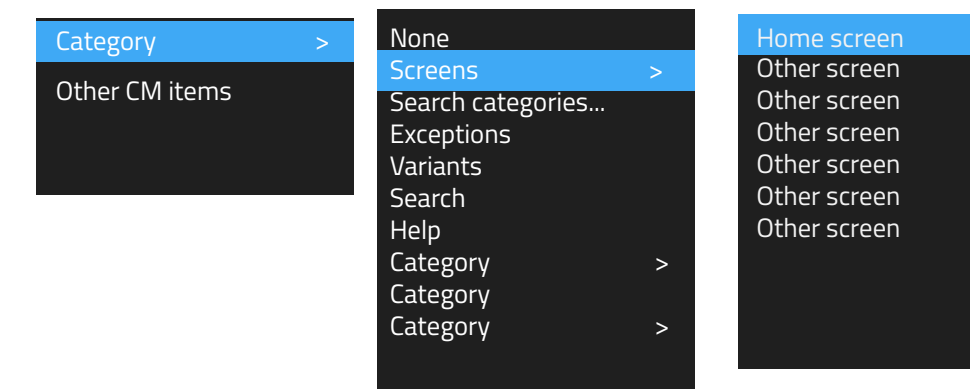 Category >
Other CM items
None
Screens >
Search categories...
Exceptions
Variants
Search
Help
Category >
Category
Category >
Home screen
Other screen
Other screen
Other screen
Other screen
Other screen
Other screen